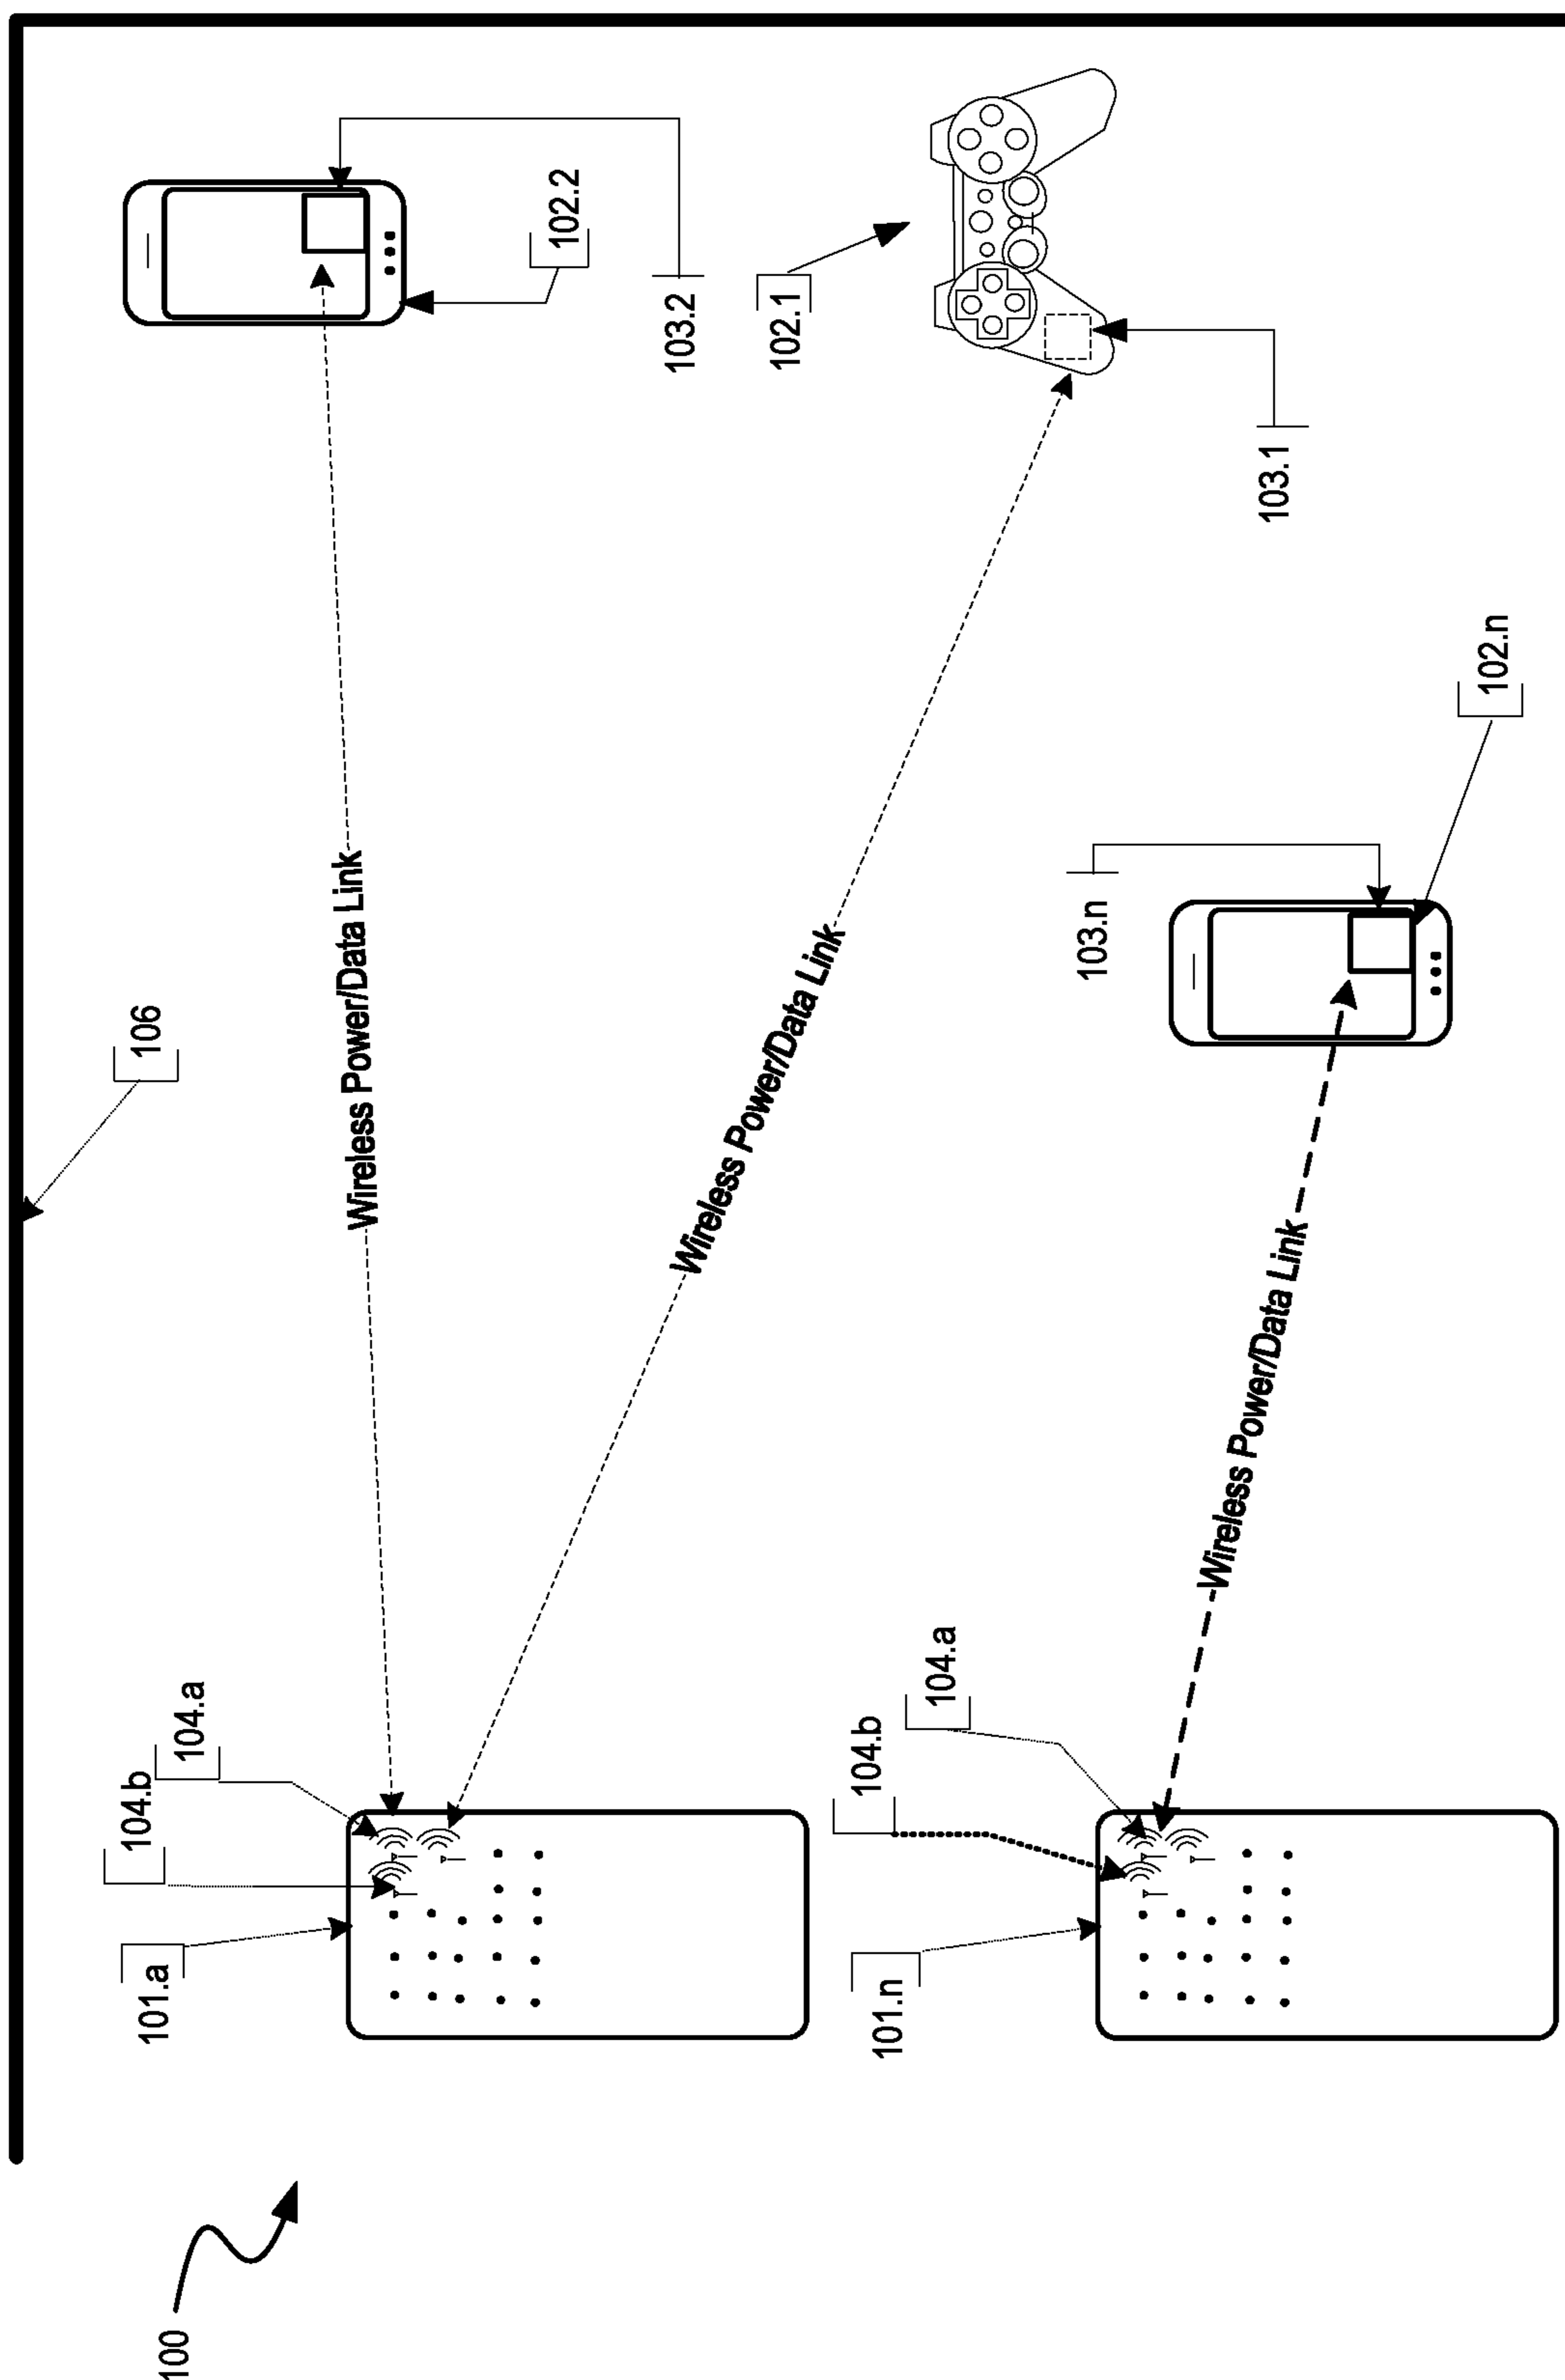 100
101.a
104.b
104.a
106
Wireless Power/Data Link
102.2
103.2
Wireless Power/Data Link
102.1
101.n
104.b
104.a
103.n
Wireless Power/Data Link
103.1
102.n